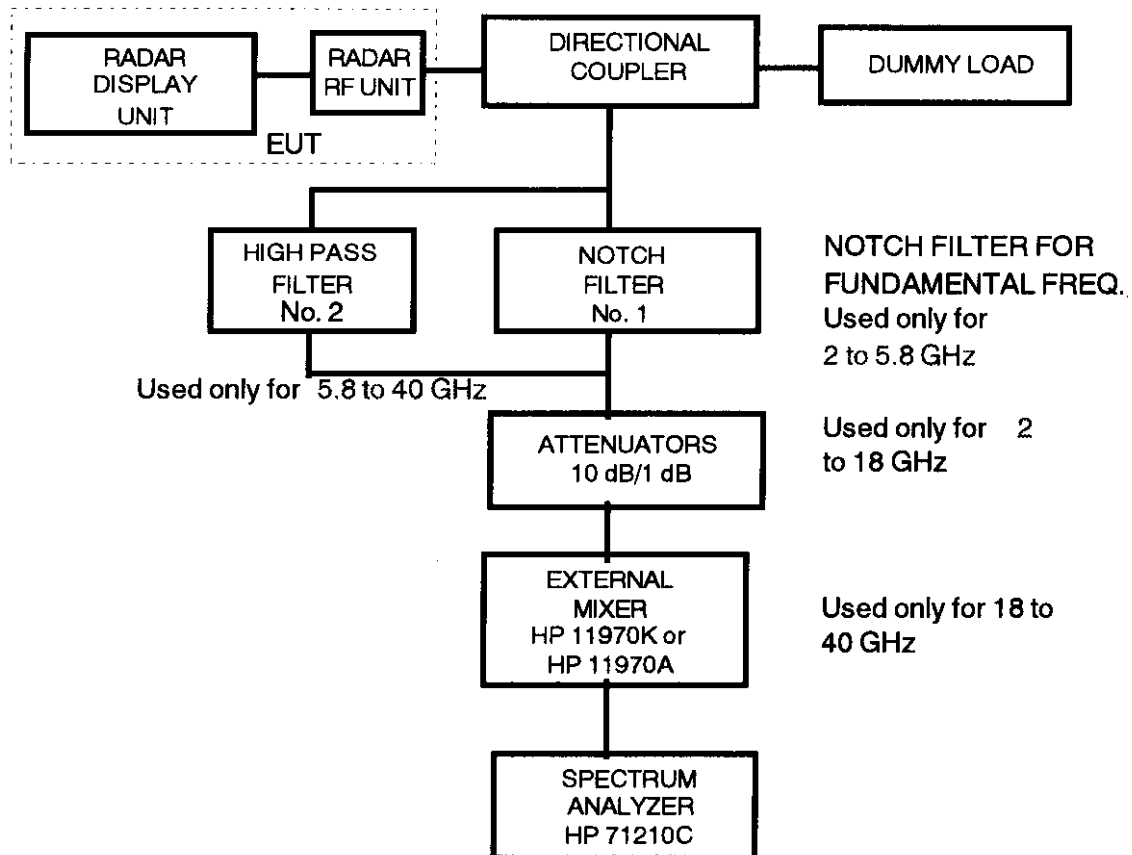 RADAR
DISPLAY
UNIT
RADAR
RF UNIT
EUT
DIRECTIONAL
COUPLER
DUMMY LOAD
HIGH PASS
FILTER
No. 2
NOTCH
FILTER
No. 1
NOTCH FILTER FOR
FUNDAMENTAL FREQ.
Used only for
2 to 5.8 GHz
Used only for 5.8 to 40 GHz
ATTENUATORS
10 dB/1 dB
Used only for 2
to 18 GHz
EXTERNAL
MIXER
HP 11970K or
HP 11970A
Used only for 18 to
40 GHz
SPECTRUM
ANALYZER
HP 71210C